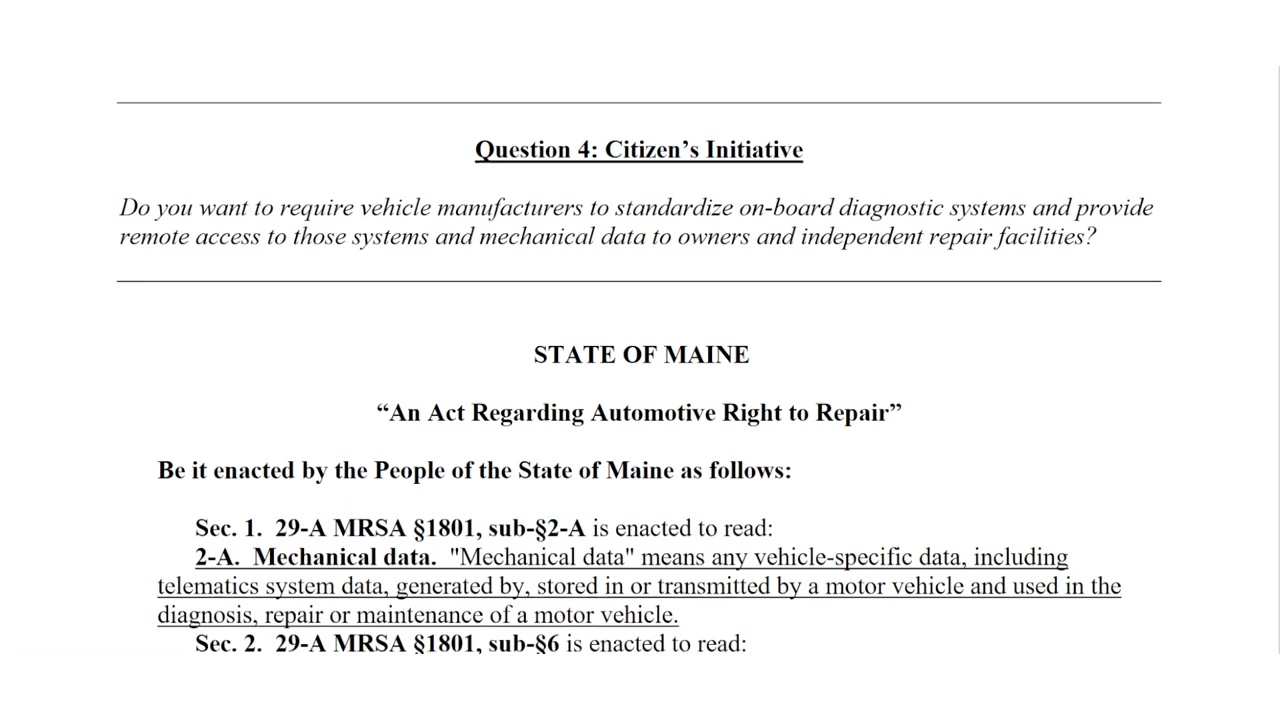 Question 4: Citizen’s Initiative
Do you want to require vehicle manufacturers to standardize on-board diagnostic systems and provide
remote access to those systems and mechanical data to owners and independent repair facilities?
STATE OF MAINE
“An Act Regarding Automotive Right to Repair”
Be it enacted by the People of the State of Maine as follows:
Sec. 1. 29-A MRSA §1801, sub-§2-A is enacted to read:
2-A. Mechanical data. "Mechanical data" means any vehicle-specific data, including
telematics system data, generated by, stored in or transmitted by a motor vehicle and used in the
diagnosis, repair or maintenance of a motor vehicle.
Sec. 2. 29-A MRSA §1801, sub-§6 is enacted to read: